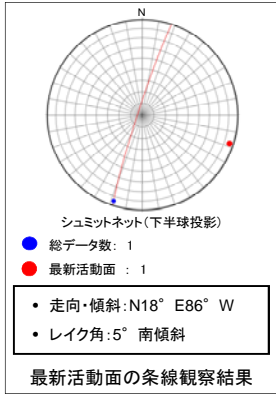 N
シュミットネット(下半球投影)
総データ数: 1
最新活動面 : 1
• 走向・傾斜:N18° E86° W
• レイク角:5° 南傾斜
最新活動面の条線観察結果